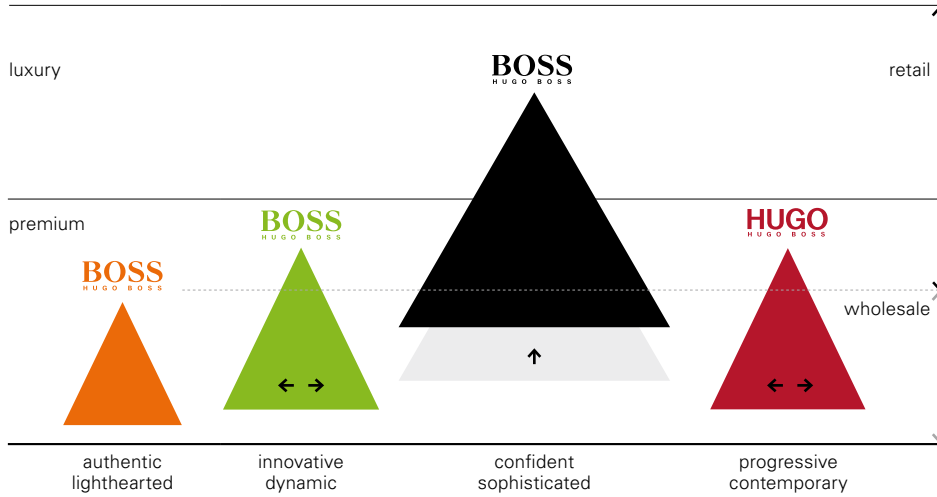 BOSS
HUGO BOSS
luxury
retail
BOSS
HUGO BOSS
HUGO
HUGO BOSS
premium
BOSS
HUGO BOSS
wholesale
authentic
lighthearted
innovative
dynamic
confident
sophisticated
progressive
contemporary